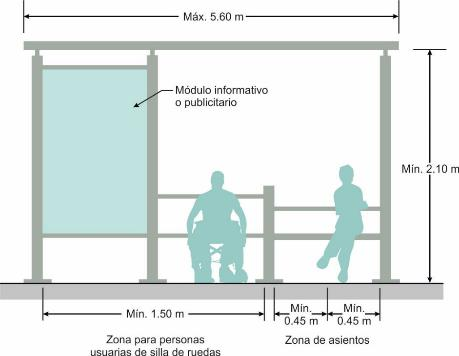 Máx. 5.60 m
Módulo informativo
o publicitario
Mín. 2.10 m
Mín. 1.50 m
Mín.
0.45 m
Mín.
0.45 m
Zona para personas
usuarias de silla de ruedas
Zona de asientos